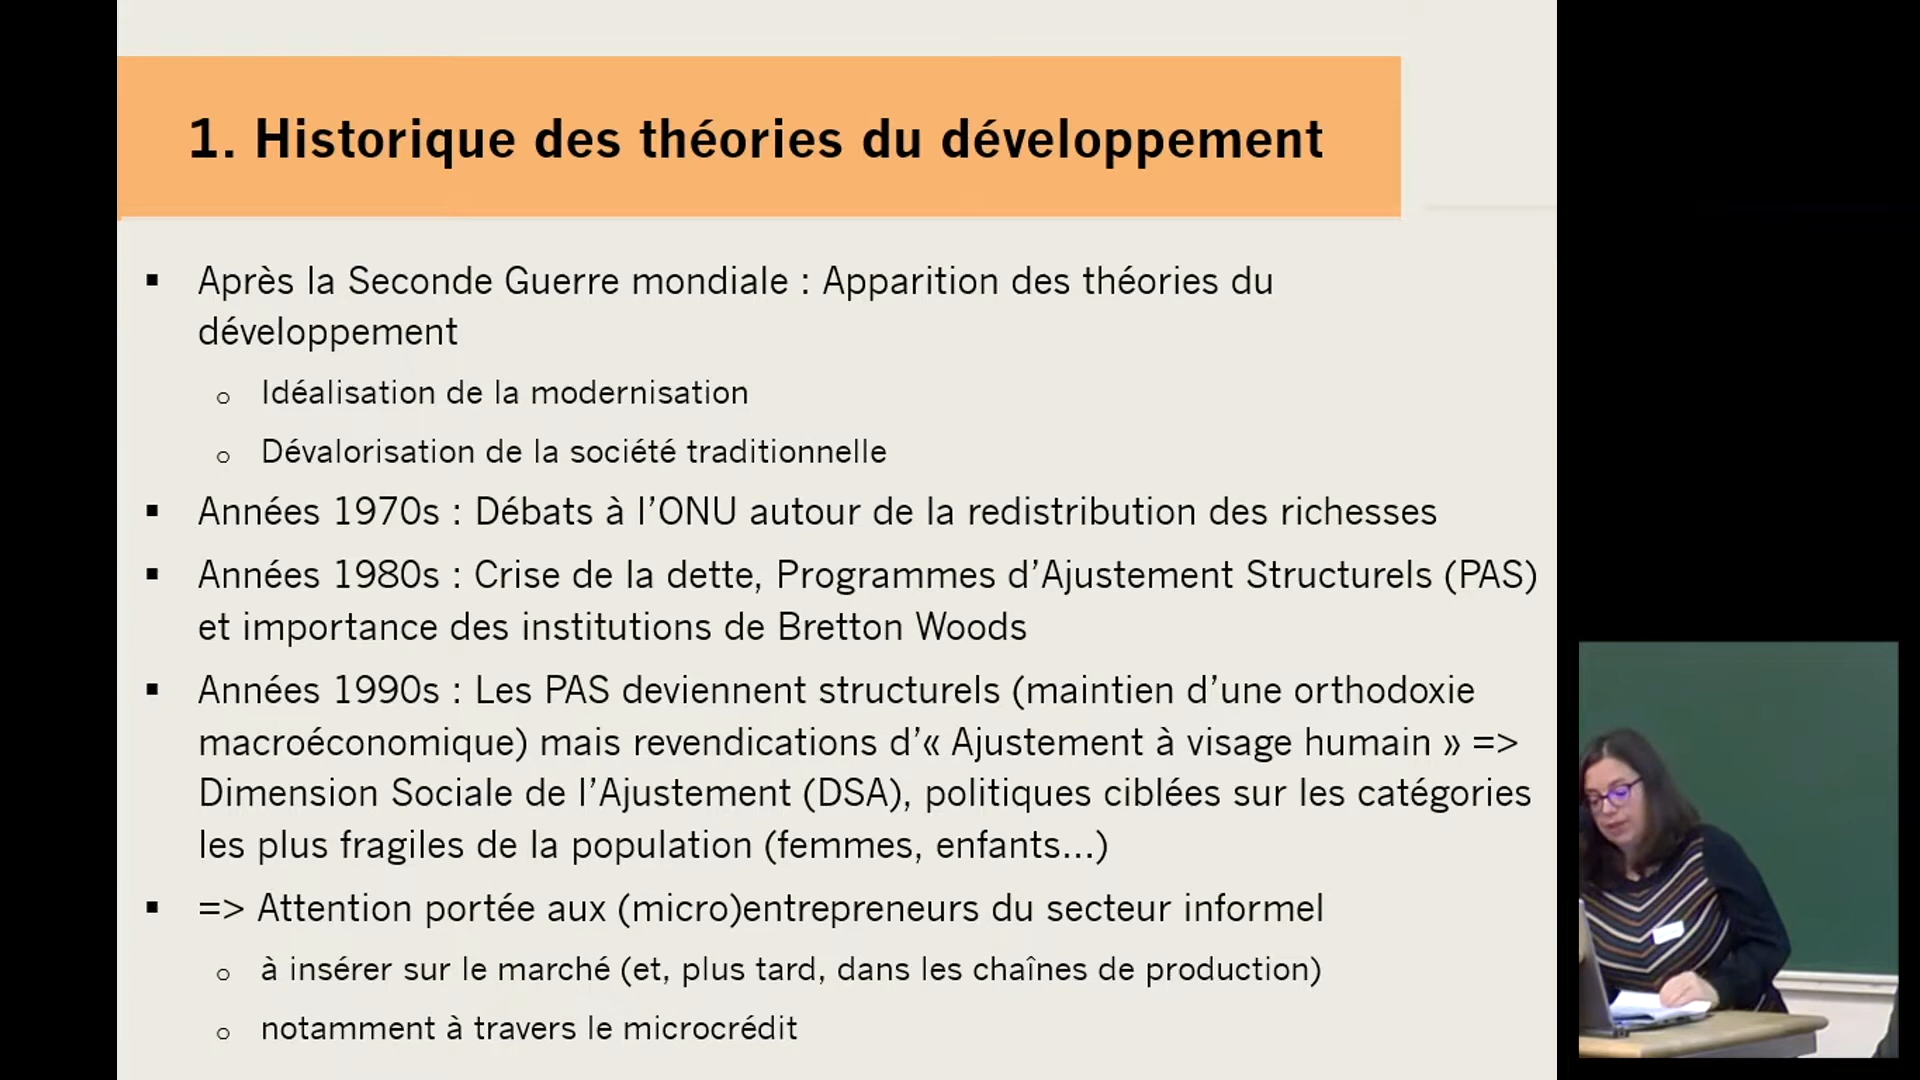 1. Historique des théories du développement
▪ Après la Seconde Guerre mondiale : Apparition des théories du
développement
o Idéalisation de la modernisation
o Dévalorisation de la société traditionnelle
▪ Années 1970s : Débats à l’ONU autour de la redistribution des richesses
▪ Années 1980s : Crise de la dette, Programmes d’Ajustement Structurels (PAS)
et importance des institutions de Bretton Woods
▪ Années 1990s : Les PAS deviennent structurels (maintien d’une orthodoxie
macroéconomique) mais revendications d’« Ajustement à visage humain » =>
Dimension Sociale de l’Ajustement (DSA), politiques ciblées sur les catégories
les plus fragiles de la population (femmes, enfants...)
▪ => Attention portée aux (micro)entrepreneurs du secteur informel
o à insérer sur le marché (et, plus tard, dans les chaînes de production)
o notamment à travers le microcrédit